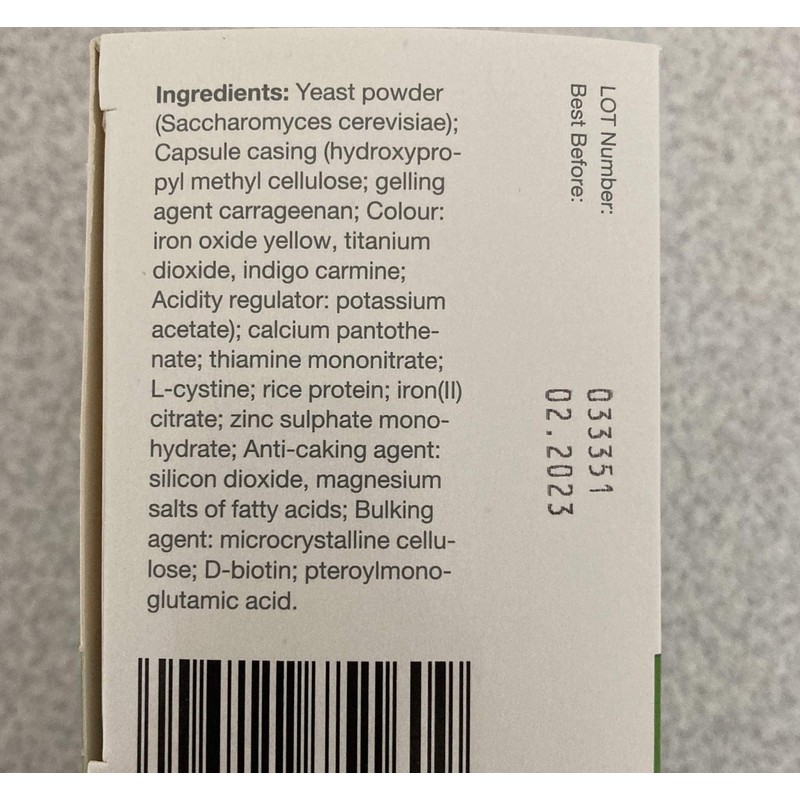 Ingredients: Yeast powder
(Saccharomyces cerevisiae);
Capsule casing (hydroxypro-
pyl methyl cellulose; gelling
agent carrageenan; Colour:
iron oxide yellow, titanium
dioxide, indigo carmine;
Acidity regulator: potassium
acetate); calcium pantothe-
nate; thiamine mononitrate;
L-cystine; rice protein; iron(II)
citrate; zinc sulphate mono-
hydrate; Anti-caking agent:
silicon dioxide, magnesium
salts of fatty acids; Bulking
agent: microcrystalline cellu-
lose; D-biotin; pteroylmono-
glutamic acid.
LOT Number: 033351
Best Before: 02.2023